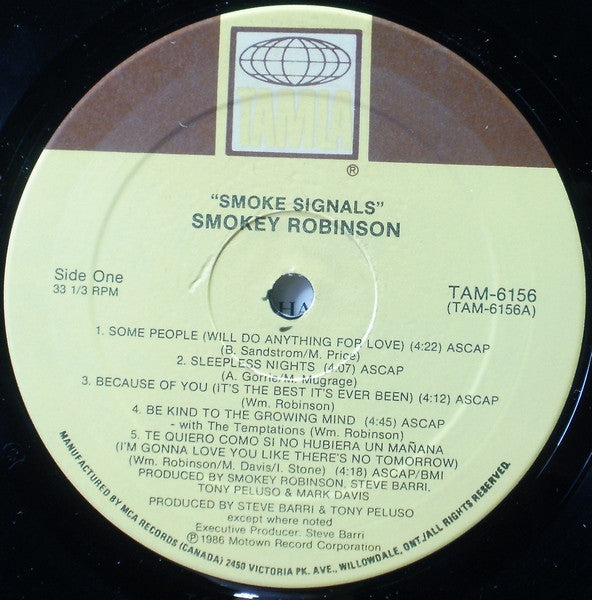 TAMLA
®
"SMOKE SIGNALS"
SMOKEY ROBINSON
Side One
33 1/3 RPM
TAM-6156
(TAM-6156A)
HA
1. SOME PEOPLE (WILL DO ANYTHING FOR LOVE) (4:22) ASCAP
(B. Sandstrom/M. Price)
2. SLEEPLESS NIGHTS (4:07) ASCAP
(A. Gorrie/M. Mugrage)
3. BECAUSE OF YOU (IT'S THE BEST IT'S EVER BEEN) (4:12) ASCAP
(Wm. Robinson)
4. BE KIND TO THE GROWING MIND (4:45) ASCAP
- with The Temptations (Wm. Robinson)
5. TE QUIERO COMO SI NO HUBIERA UN MAÑANA
(I'M GONNA LOVE YOU LIKE THERE'S NO TOMORROW)
(Wm. Robinson/M. Davis/I. Stone) (4:18) ASCAP/BMI
PRODUCED BY SMOKEY ROBINSON, STEVE BARRI,
TONY PELUSO & MARK DAVIS
PRODUCED BY STEVE BARRI & TONY PELUSO
except where noted
Executive Producer: Steve Barri
℗ 1986 Motown Record Corporation
MANUFACTURED BY MCA RECORDS (CANADA) 2450 VICTORIA PK. AVE., WILLOWDALE, ONT./ALL RIGHTS RESERVED.